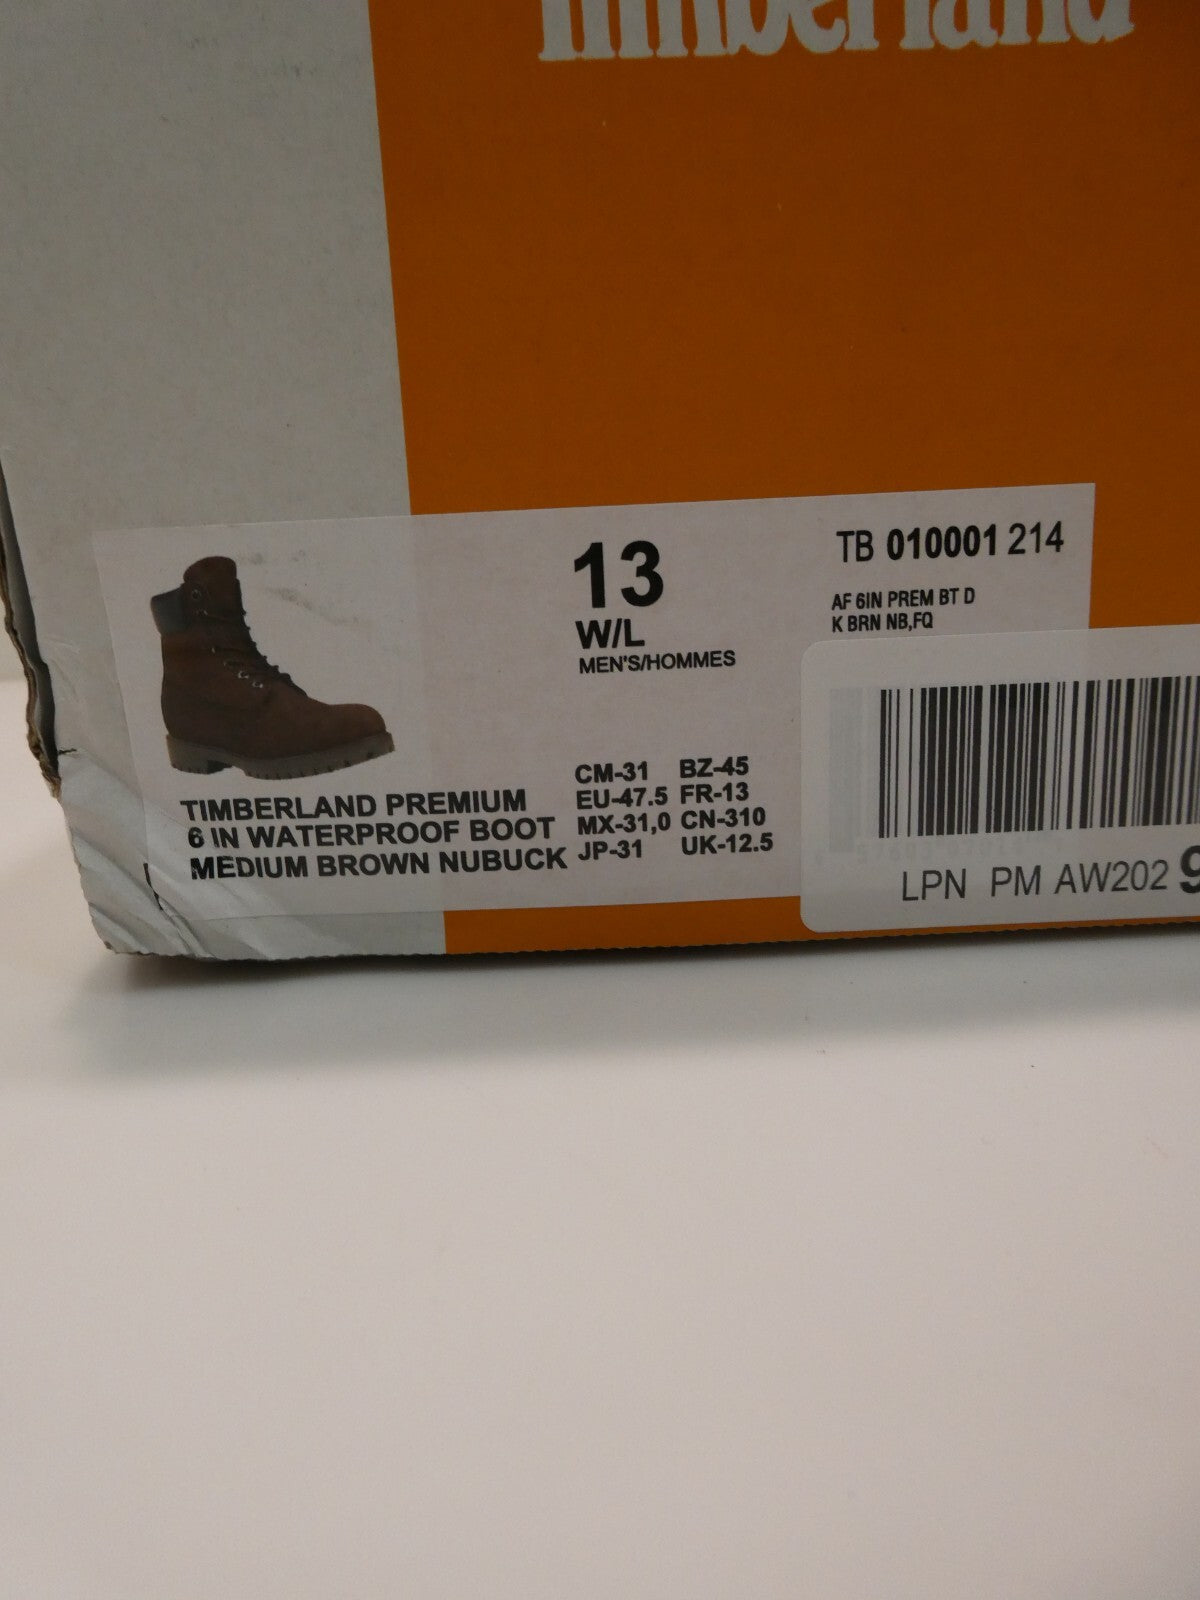 Timberland
13
W/L
MEN'S/HOMMES
TB 010001 214
AF 6IN PREM BT D
K BRN NB,FQ
TIMBERLAND PREMIUM
6 IN WATERPROOF BOOT
MEDIUM BROWN NUBUCK
CM-31 BZ-45
EU-47.5 FR-13
MX-31,0 CN-310
JP-31 UK-12.5
LPN PM AW202 9